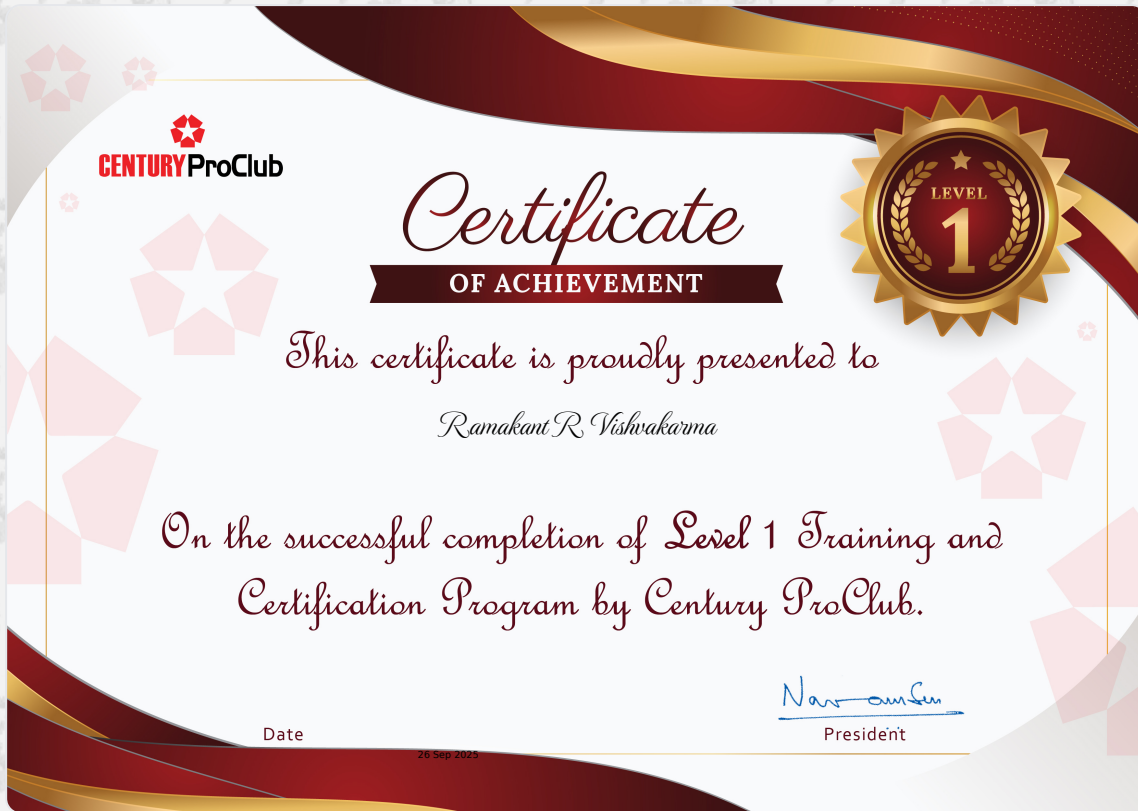 CENTURY ProClub
LEVEL
1
Certificate
OF ACHIEVEMENT
This certificate is proudly presented to
Ramakant R Vishvakarma
On the successful completion of Level 1 Training and
Certification Program by Century ProClub.
Date
26 Sep 2025
President